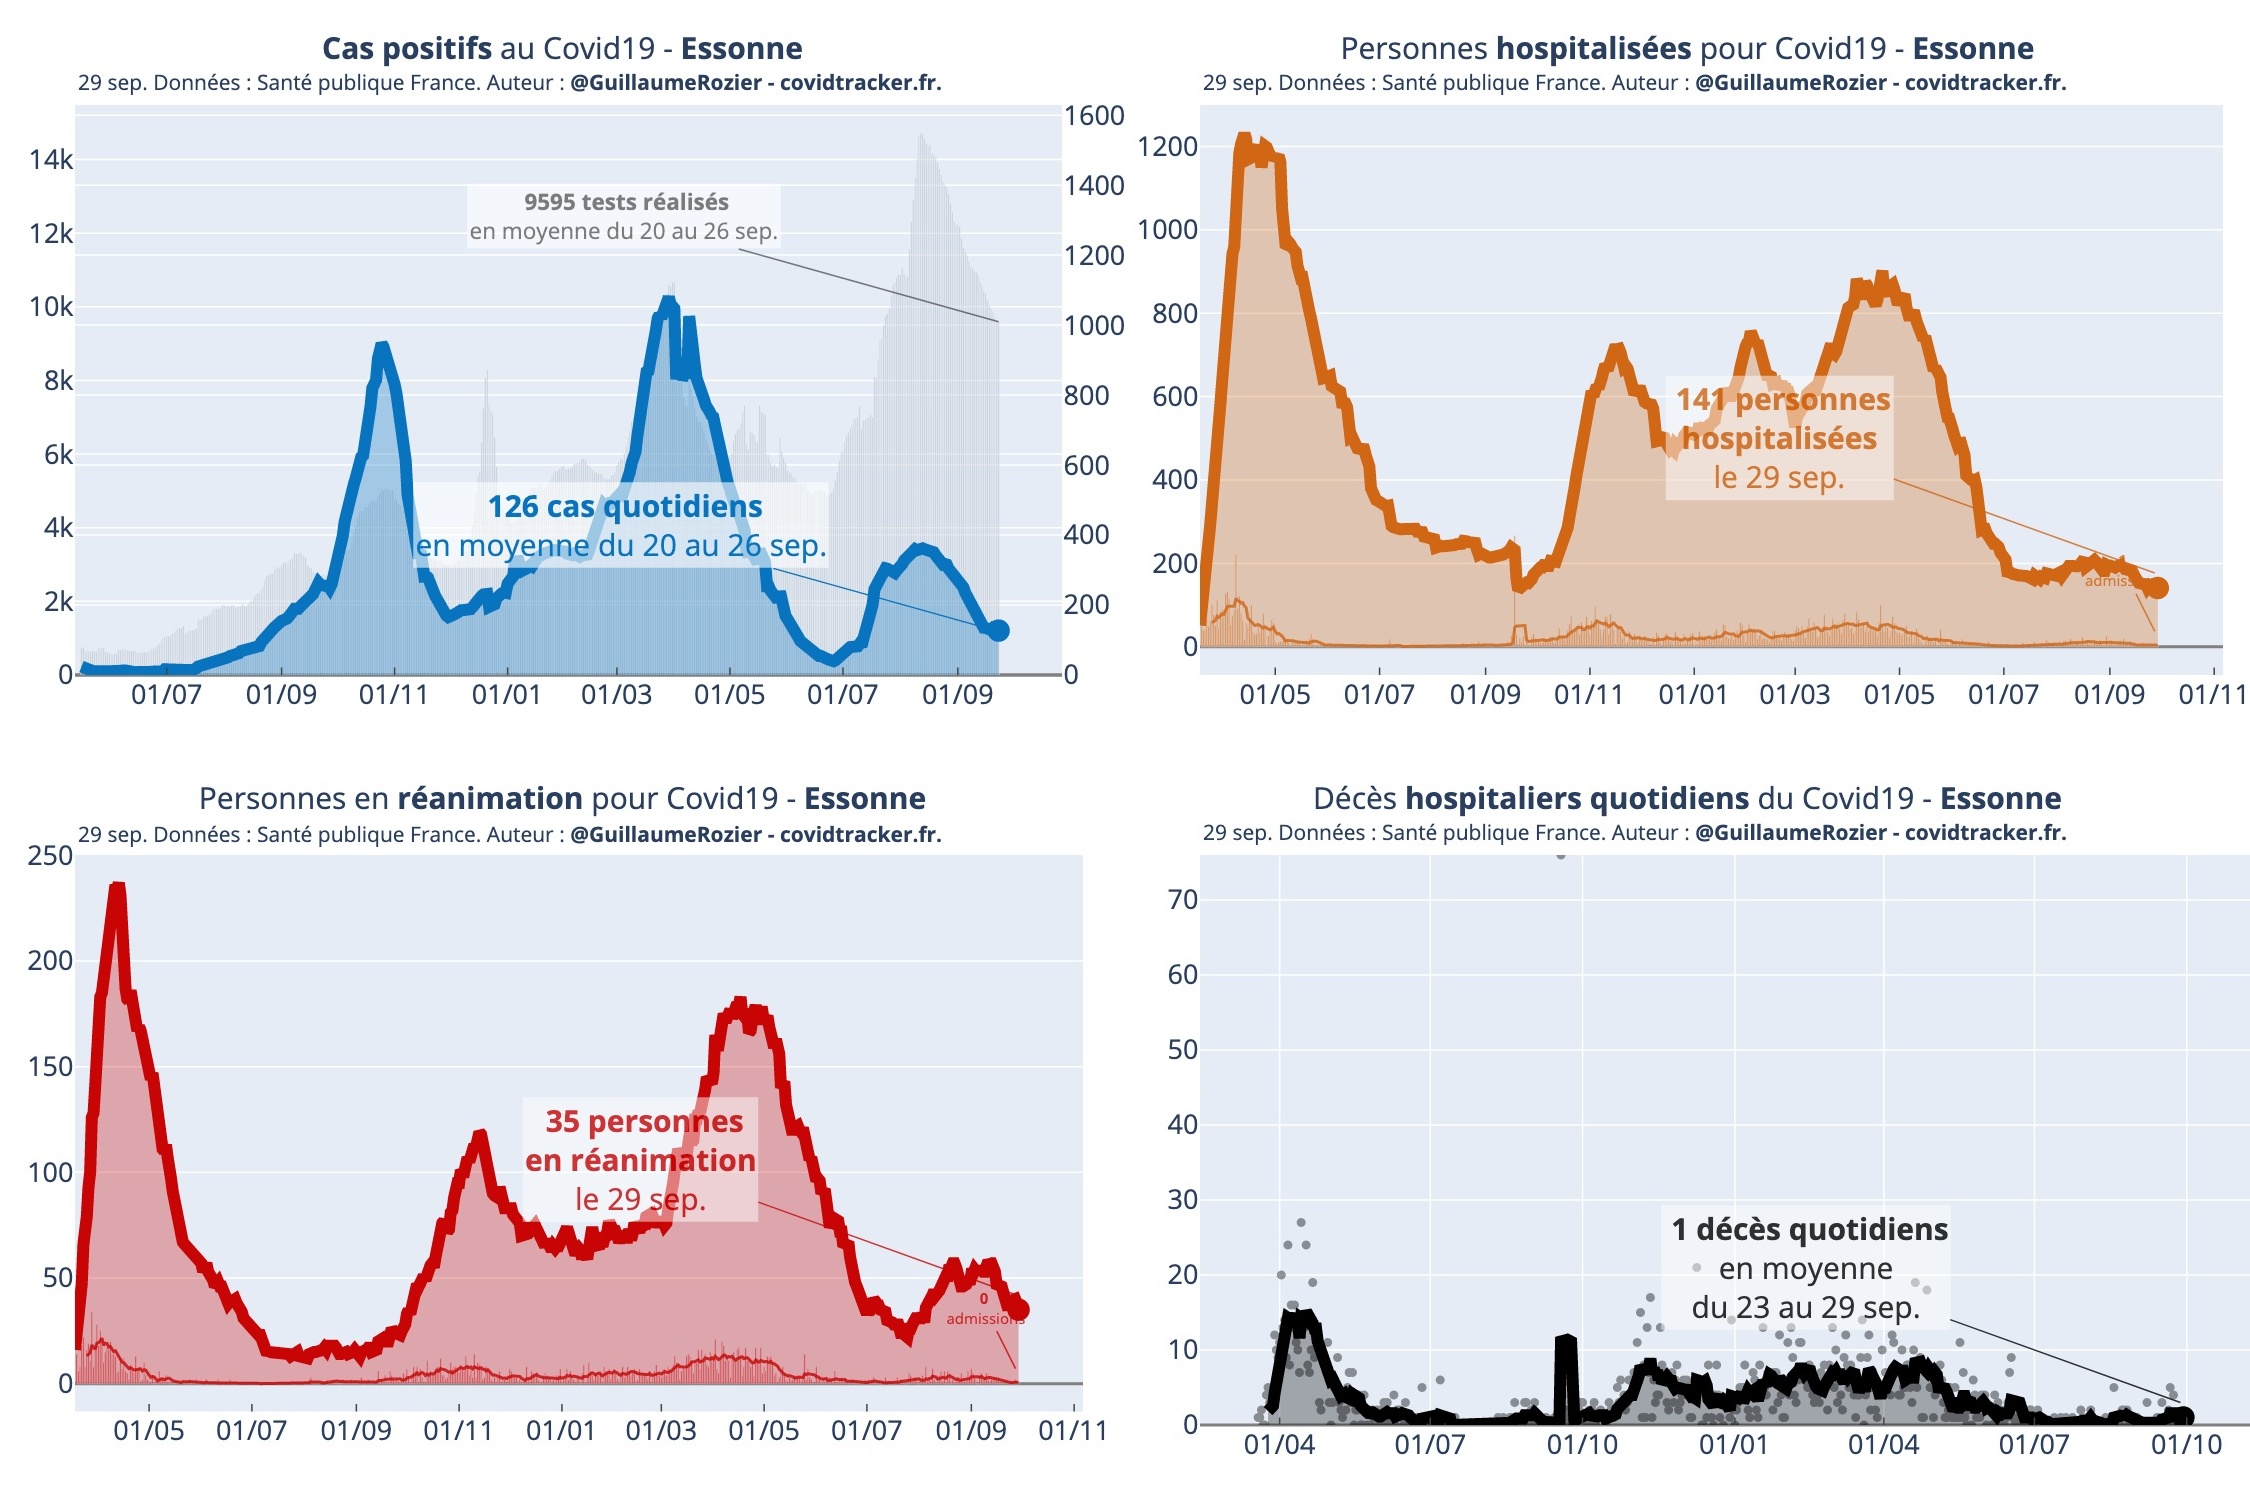 Cas positifs au Covid19 - Essonne
29 sep. Données : Santé publique France. Auteur : @GuillaumeRozier - covidtracker.fr.
14k
12k
10k
8k
6k
4k
2k
0
1600
1400
1200
1000
800
600
400
200
0
9595 tests réalisés
en moyenne du 20 au 26 sep.
126 cas quotidiens
en moyenne du 20 au 26 sep.
01/07 01/09 01/11 01/01 01/03 01/05 01/07 01/09
Personnes hospitalisées pour Covid19 - Essonne
29 sep. Données : Santé publique France. Auteur : @GuillaumeRozier - covidtracker.fr.
1200
1000
800
600
400
200
0
141 personnes
hospitalisées
le 29 sep.
01/05 01/07 01/09 01/11 01/01 01/03 01/05 01/07 01/09 01/11
Personnes en réanimation pour Covid19 - Essonne
29 sep. Données : Santé publique France. Auteur : @GuillaumeRozier - covidtracker.fr.
250
200
150
100
50
0
35 personnes
en réanimation
le 29 sep.
0
admissions
01/05 01/07 01/09 01/11 01/01 01/03 01/05 01/07 01/09 01/11
Décès hospitaliers quotidiens du Covid19 - Essonne
29 sep. Données : Santé publique France. Auteur : @GuillaumeRozier - covidtracker.fr.
70
60
50
40
30
20
10
0
1 décès quotidiens
en moyenne
du 23 au 29 sep.
01/04 01/07 01/10 01/01 01/04 01/07 01/10